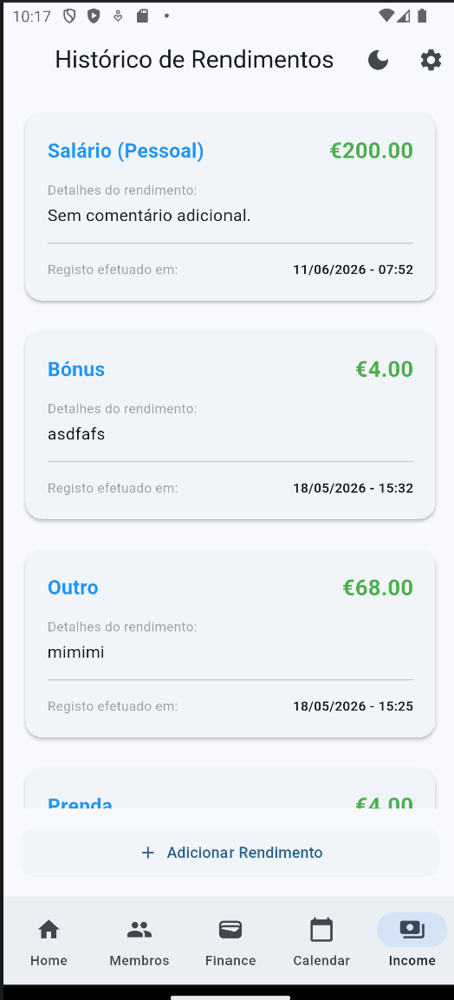 10:17
Histórico de Rendimentos
Salário (Pessoal) €200.00
Detalhes do rendimento:
Sem comentário adicional.
Registo efetuado em: 11/06/2026 - 07:52
Bónus €4.00
Detalhes do rendimento:
asdfafs
Registo efetuado em: 18/05/2026 - 15:32
Outro €68.00
Detalhes do rendimento:
mimimi
Registo efetuado em: 18/05/2026 - 15:25
Prenda €4.00
+ Adicionar Rendimento
Home Membros Finance Calendar Income